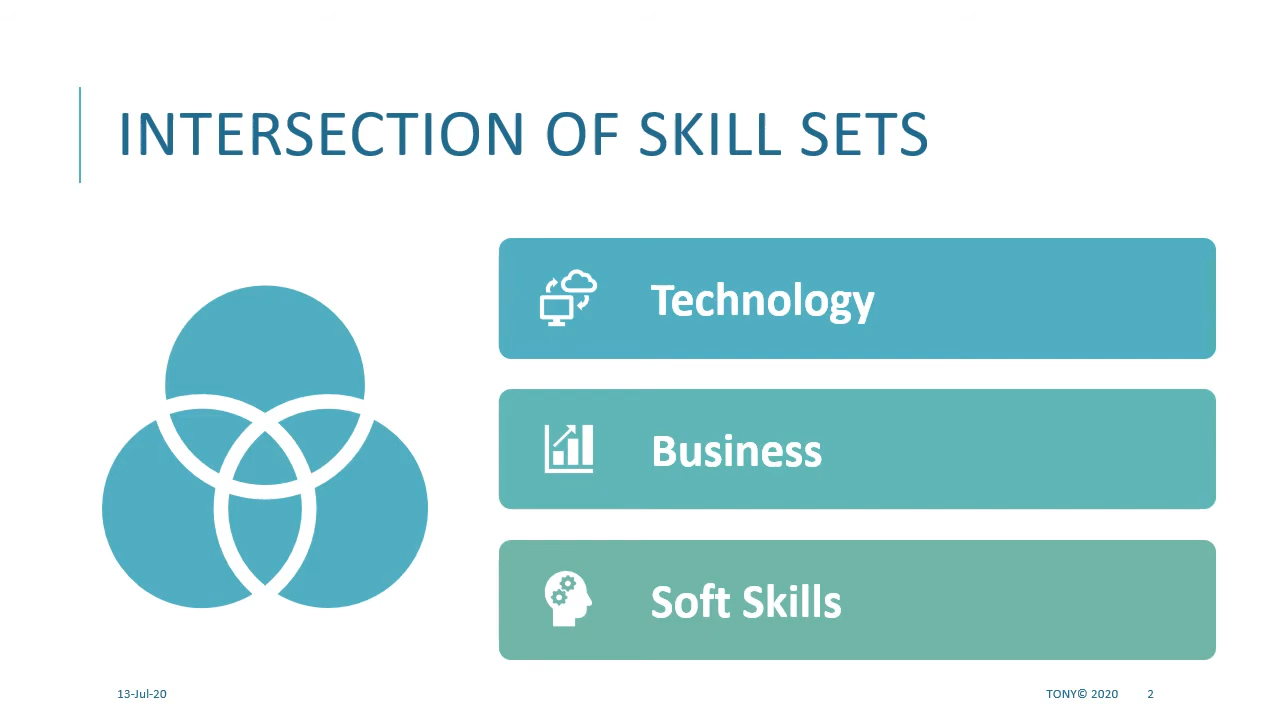 INTERSECTION OF SKILL SETS
Technology
Business
Soft Skills
13-Jul-20
TONY© 2020
2